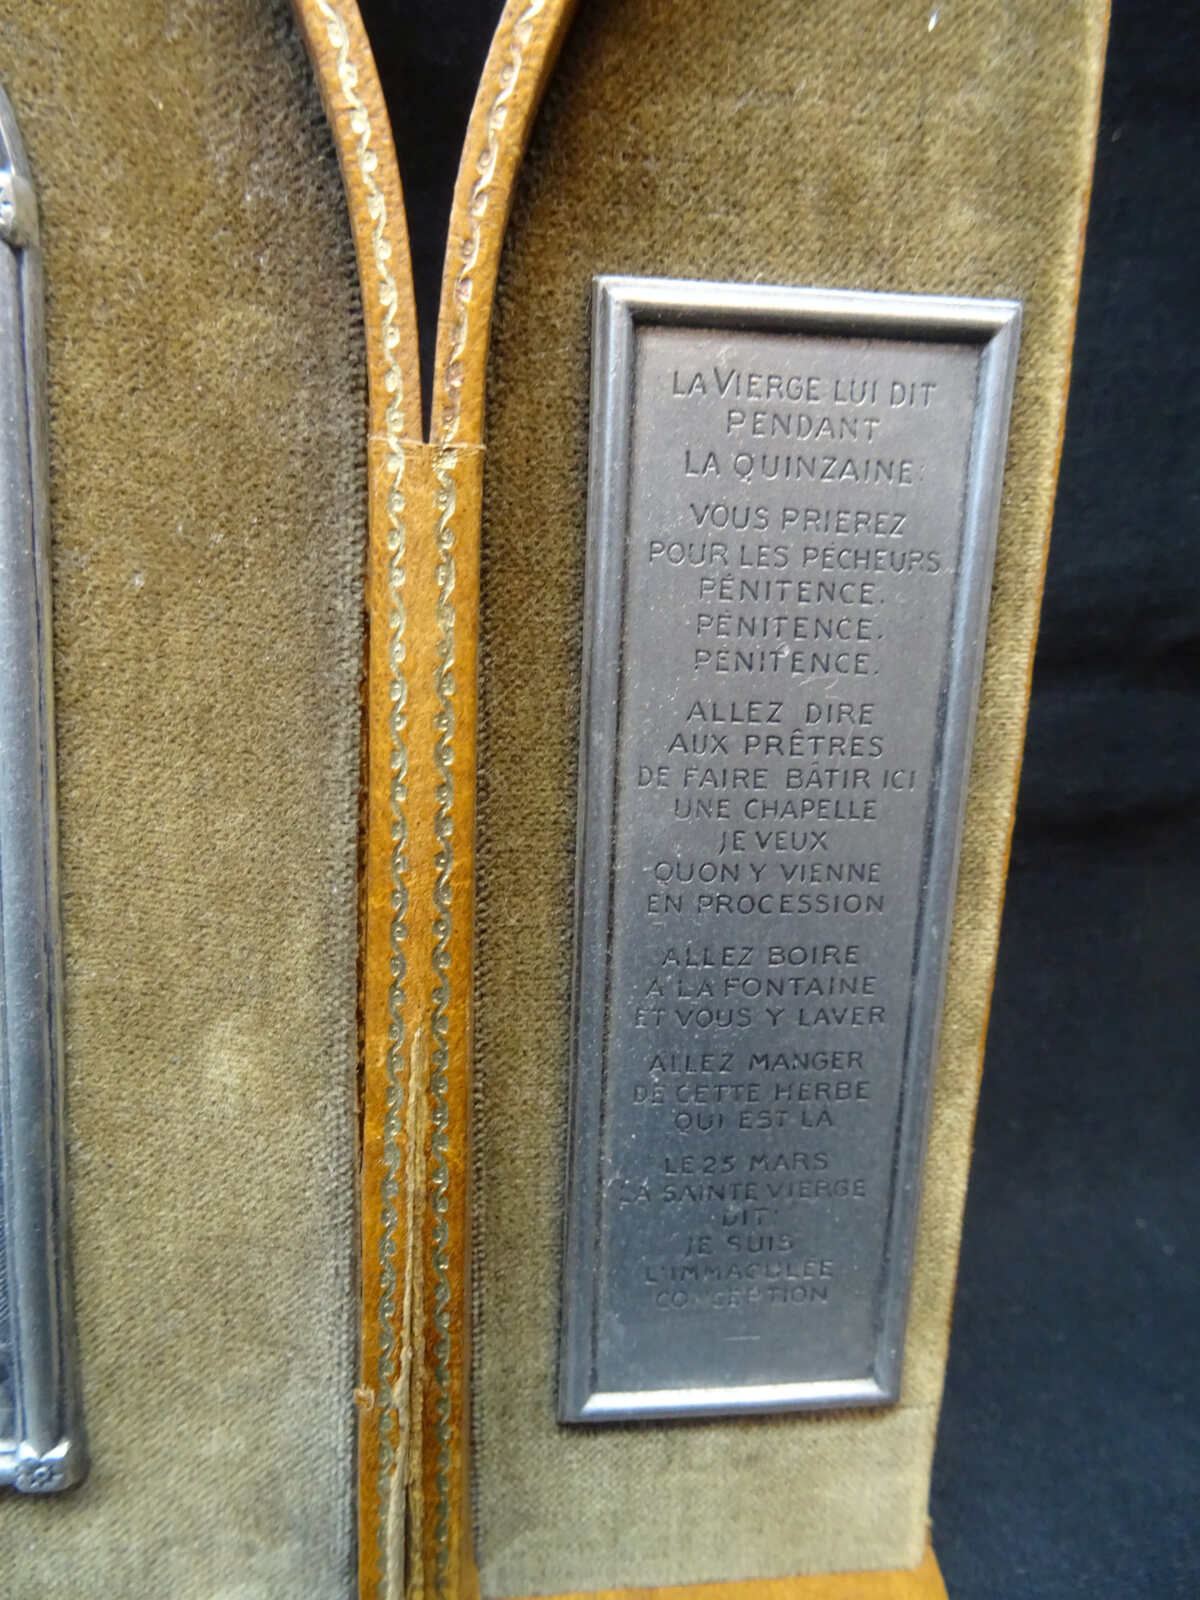 LA VIERGE LUI DIT
PENDANT
LA QUINZAINE:
VOUS PRIEREZ
POUR LES PÉCHEURS.
PÉNITENCE.
PÉNITENCE.
PÉNITENCE.
ALLEZ DIRE
AUX PRÊTRES
DE FAIRE BÂTIR ICI
UNE CHAPELLE
JE VEUX
QUON Y VIENNE
EN PROCESSION
ALLEZ BOIRE
A LA FONTAINE
ET VOUS Y LAVER
ALLEZ MANGER
DE CETTE HERBE
QUI EST LÀ
LE 25 MARS
LA SAINTE VIERGE
DIT:
JE SUIS
L'IMMACULÉE
CONCEPTION